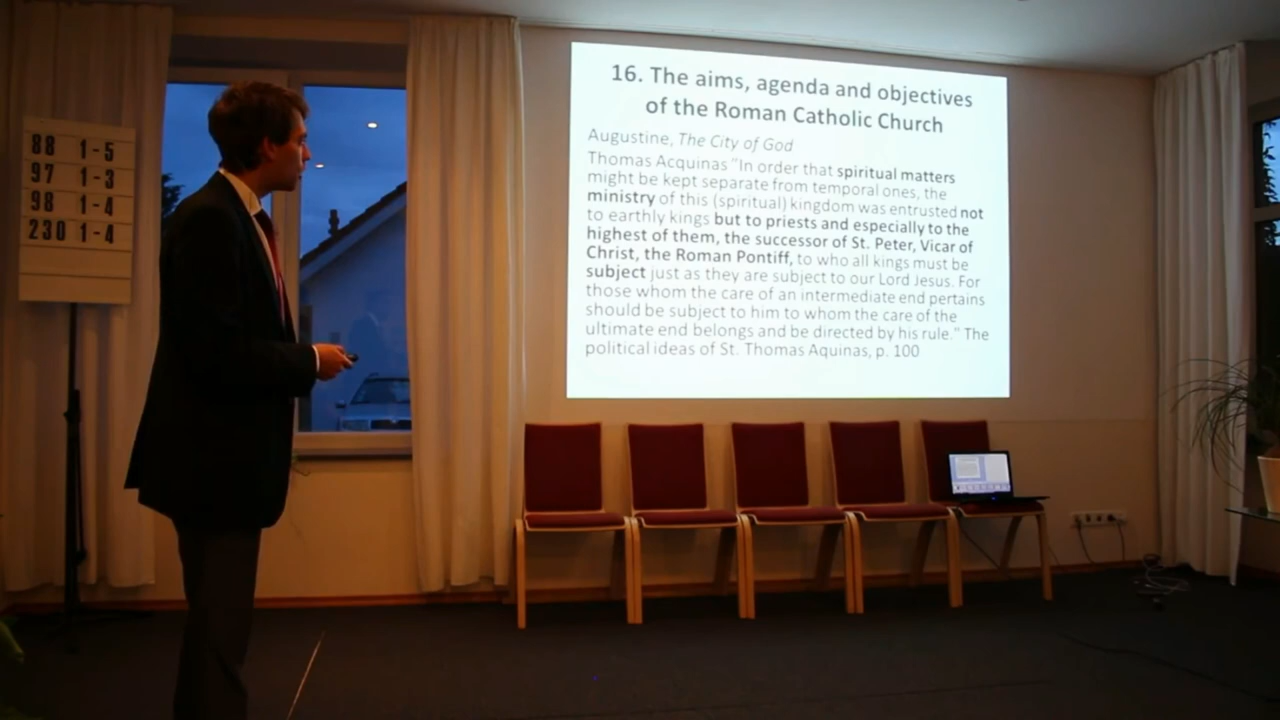 88 1-5
97 1-3
98 1-4
230 1-4
16. The aims, agenda and objectives
of the Roman Catholic Church
Augustine, The City of God
Thomas Acquinas "In order that spiritual matters
might be kept separate from temporal ones, the
ministry of this (spiritual) kingdom was entrusted not
to earthly kings but to priests and especially to the
highest of them, the successor of St. Peter, Vicar of
Christ, the Roman Pontiff, to who all kings must be
subject just as they are subject to our Lord Jesus. For
those whom the care of an intermediate end pertains
should be subject to him to whom the care of the
ultimate end belongs and be directed by his rule." The
political ideas of St. Thomas Aquinas, p. 100